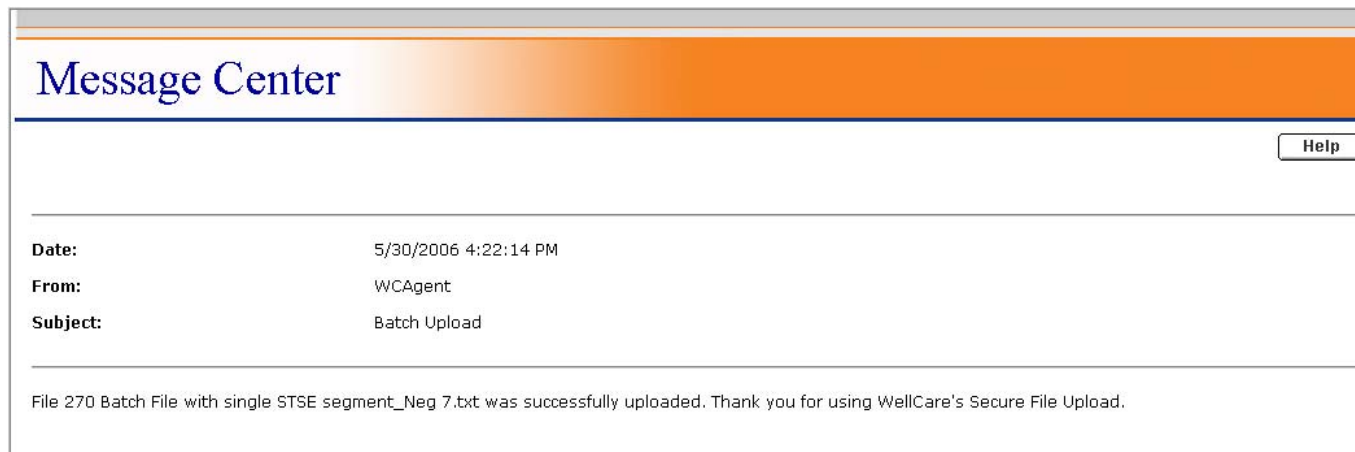 Message Center
Help
Date: 5/30/2006 4:22:14 PM
From: WCAgent
Subject: Batch Upload
File 270 Batch File with single STSE segment_Neg 7.txt was successfully uploaded. Thank you for using WellCare's Secure File Upload.